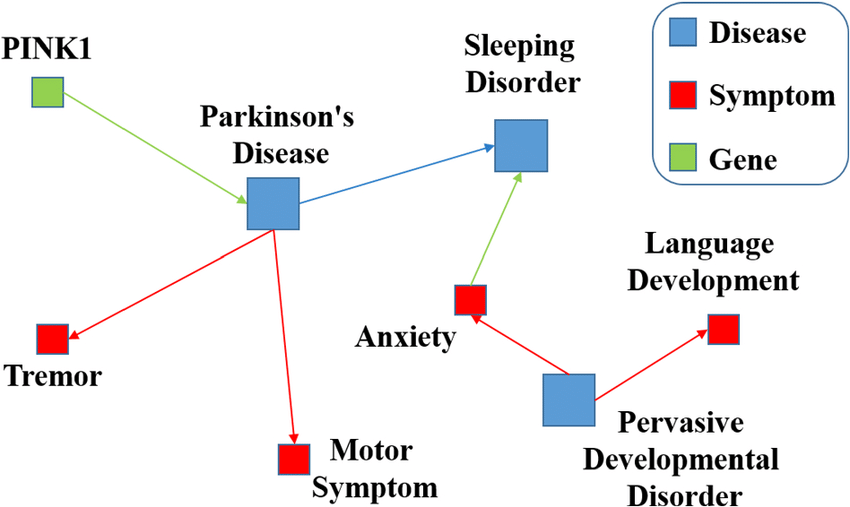 PINK1
Sleeping
Disorder
Disease
Symptom
Gene
Parkinson's
Disease
Language
Development
Anxiety
Tremor
Pervasive
Developmental
Disorder
Motor
Symptom